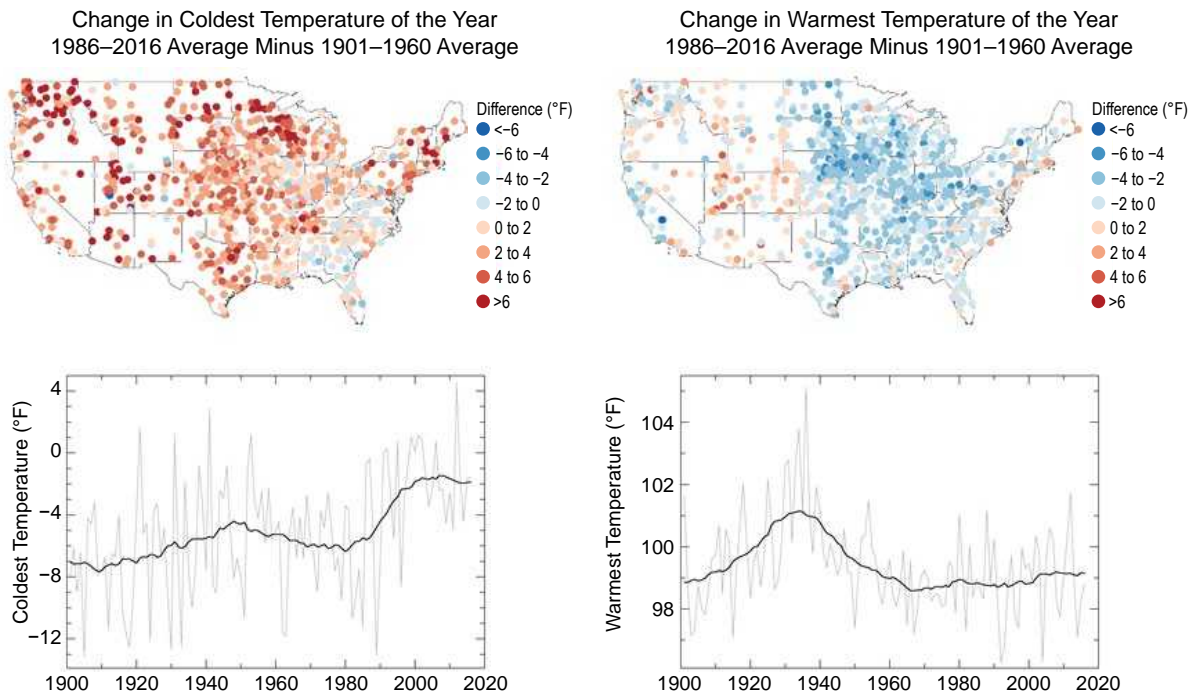 Change in Coldest Temperature of the Year
1986–2016 Average Minus 1901–1960 Average
Difference (°F)
<-6
−6 to −4
−4 to −2
−2 to 0
0 to 2
2 to 4
4 to 6
>6
Change in Warmest Temperature of the Year
1986–2016 Average Minus 1901–1960 Average
Difference (°F)
<-6
−6 to −4
−4 to −2
−2 to 0
0 to 2
2 to 4
4 to 6
>6
Coldest Temperature (°F)
4
0
−4
−8
−12
1900 1920 1940 1960 1980 2000 2020
Warmest Temperature (°F)
104
102
100
98
1900 1920 1940 1960 1980 2000 2020